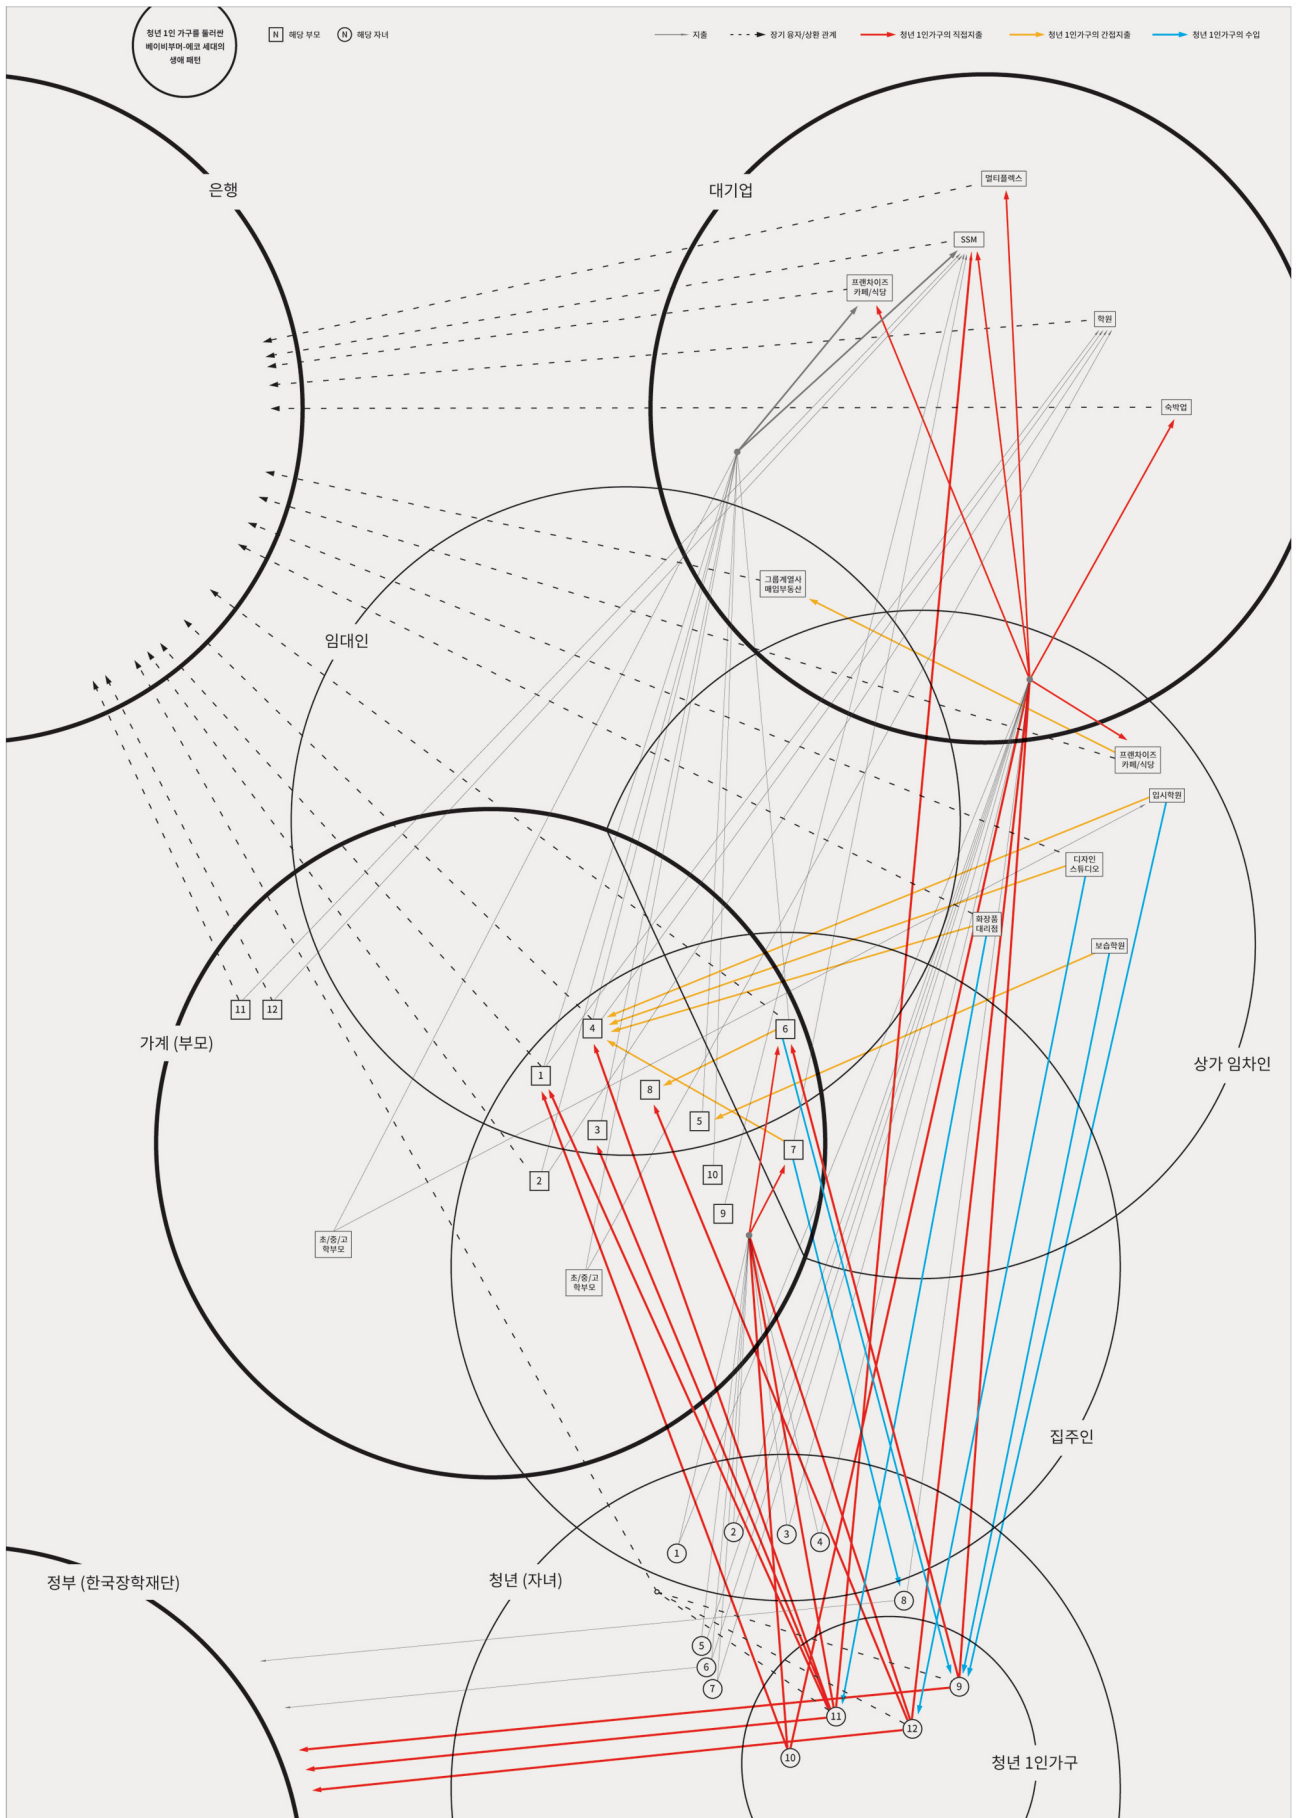 청년 1인 가구를 둘러싼
베이비부머-에코 세대의
생애 패턴
N 해당 부모
N 해당 자녀
지출
장기 융자/상환 관계
청년 1인가구의 직접지출
청년 1인가구의 간접지출
청년 1인가구의 수입
은행
대기업
멀티플렉스
SSM
프랜차이즈
카페/식당
학원
숙박업
그룹계열사
매입부동산
임대인
프랜차이즈
카페/식당
입시학원
디자인
스튜디오
화장품
대리점
보습학원
11
12
4
6
가계 (부모)
상가 임차인
1
8
5
3
7
10
2
9
초/중/고
학부모
초/중/고
학부모
집주인
2
3
4
1
정부 (한국장학재단)
청년 (자녀)
8
5
6
7
9
11
12
10
청년 1인가구